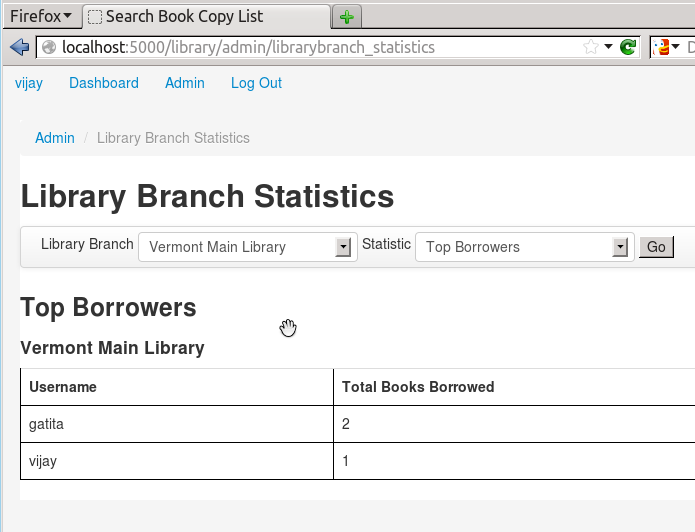 Firefox Search Book Copy List
localhost:5000/library/admin/librarybranch_statistics
vijay Dashboard Admin Log Out
Admin / Library Branch Statistics
Library Branch Statistics
Library Branch Vermont Main Library Statistic Top Borrowers Go
Top Borrowers
Vermont Main Library
Username Total Books Borrowed
gatita 2
vijay 1